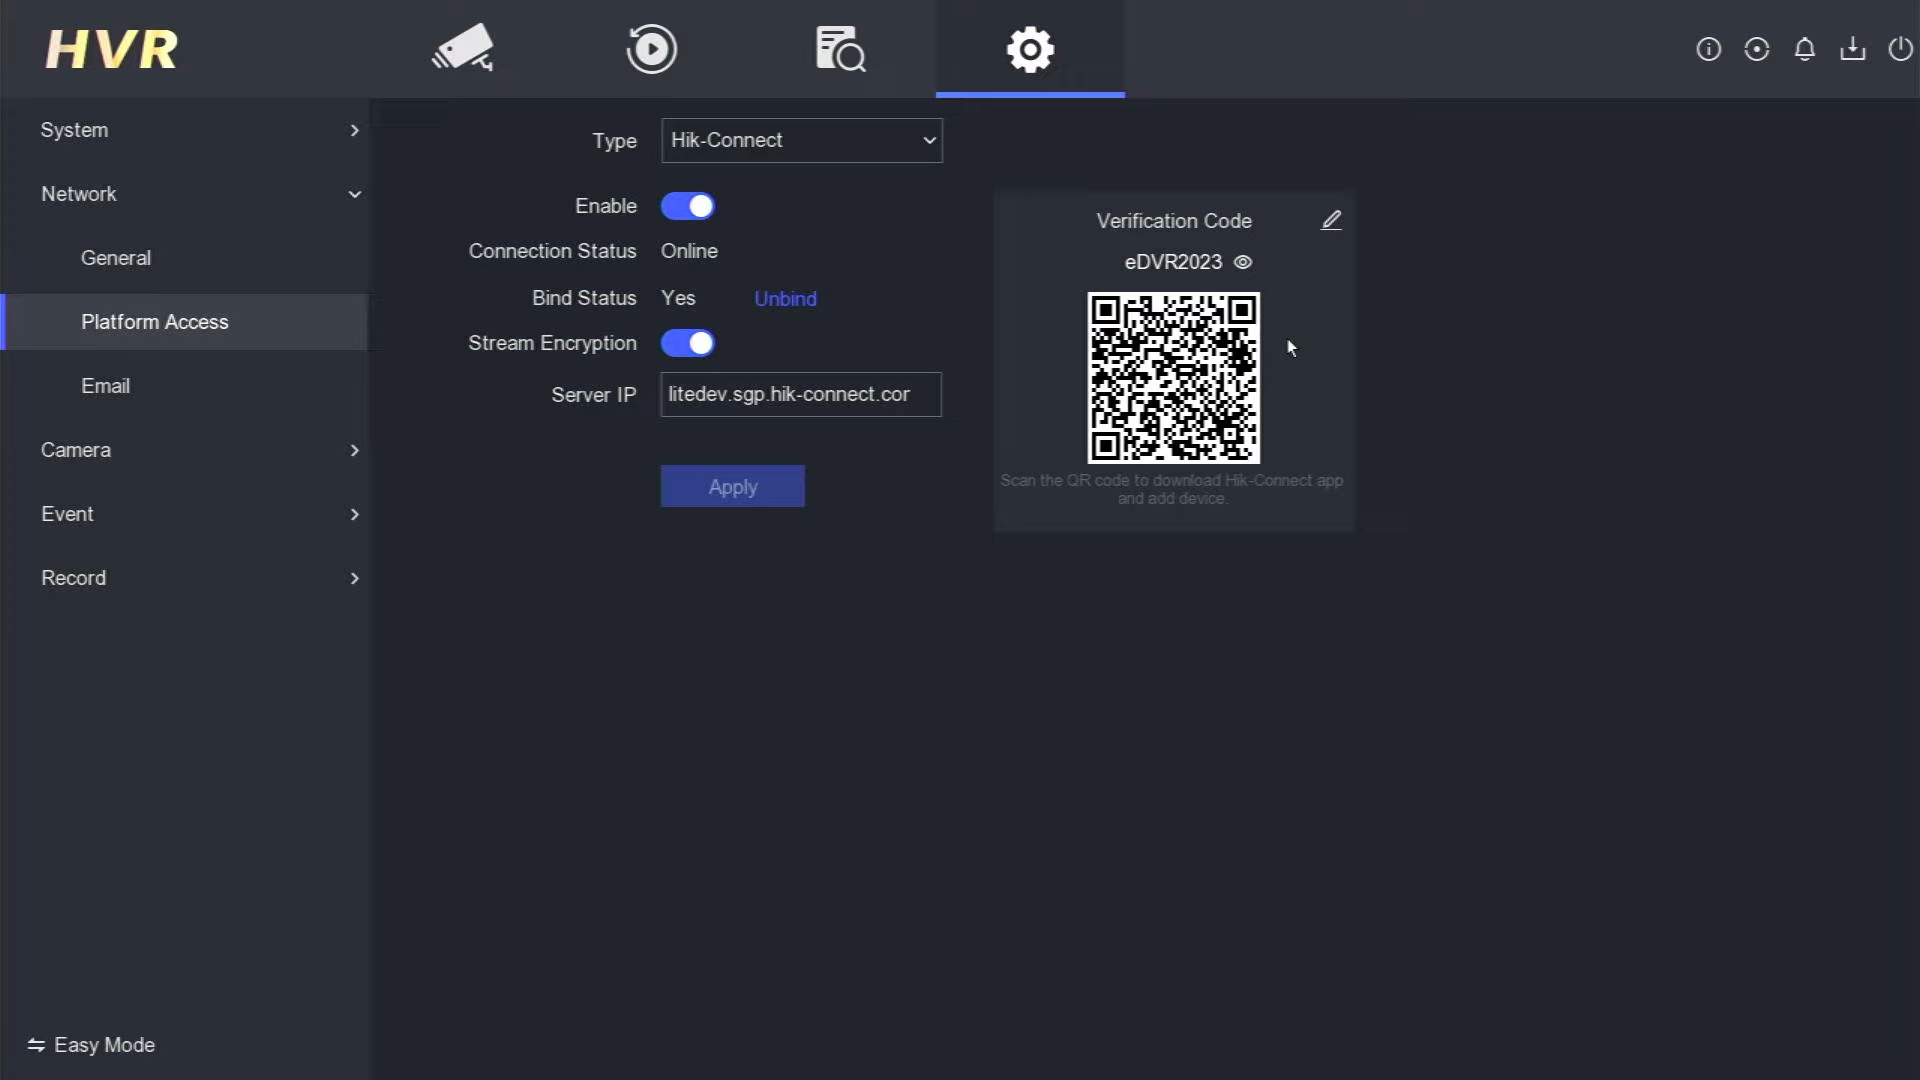 HVR
System
Network
General
Platform Access
Email
Camera
Event
Record
Easy Mode
Type Hik-Connect
Enable
Connection Status Online
Bind Status Yes Unbind
Stream Encryption
Server IP litedev.sgp.hik-connect.cor
Apply
Verification Code
eDVR2023
Scan the QR code to download Hik-Connect app
and add device.